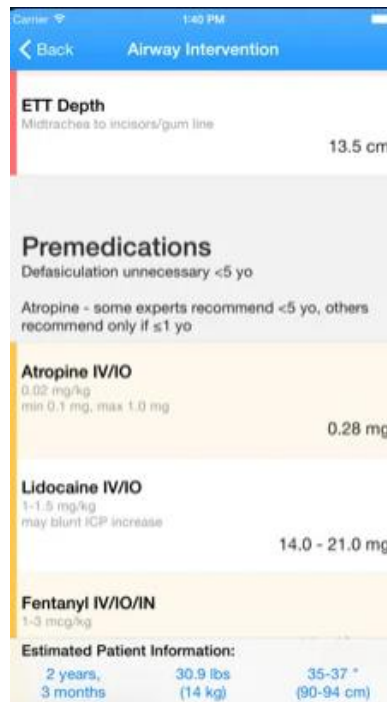 Carrier 1:40 PM
Back Airway Intervention
ETT Depth
Midtrachea to incisors/gum line
13.5 cm
Premedications
Defasiculation unnecessary <5 yo
Atropine - some experts recommend <5 yo, others
recommend only if ≤1 yo
Atropine IV/IO
0.02 mg/kg
min 0.1 mg, max 1.0 mg
0.28 mg
Lidocaine IV/IO
1-1.5 mg/kg
may blunt ICP increase
14.0 - 21.0 mg
Fentanyl IV/IO/IN
1-3 mcg/kg
Estimated Patient Information:
2 years, 30.9 lbs 35-37 "
3 months (14 kg) (90-94 cm)